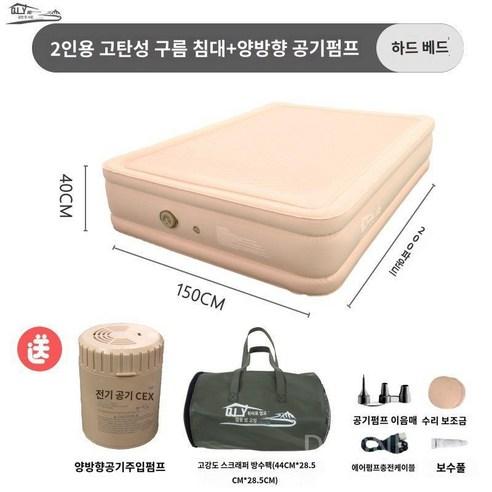 2인용 고탄성 구름 침대+양방향 공기펌프
하드 베드
40CM
150CM
送
전기 공기 CEX
양방향공기주입펌프
고강도 스크래퍼 방수팩(44CM*28.5
CM*28.5CM)
공기펌프 이음매
수리 보조금
에어펌프충전케이블
보수풀